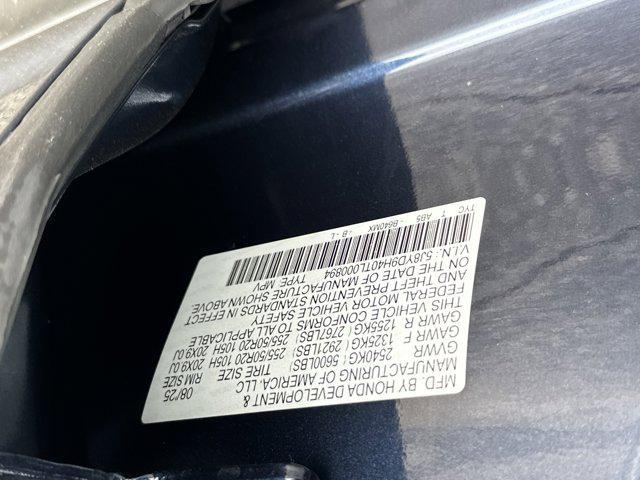 MFD. BY HONDA DEVELOPMENT &
MANUFACTURING OF AMERICA, LLC 08/25
GVWR 2540KG (5600LBS) TIRE SIZE RIM SIZE
GAWR F 1325KG (2921LBS) 255/50R20 105H 20X9.0J
GAWR R 1255KG (2767LBS) 255/50R20 105H 20X9.0J
THIS VEHICLE CONFORMS TO ALL APPLICABLE
FEDERAL MOTOR VEHICLE SAFETY
AND THEFT PREVENTION STANDARDS IN EFFECT
ON THE DATE OF MANUFACTURE SHOWN ABOVE.
V.I.N.: 5J8YD9H40TL000894 TYPE: MPV
TYC T AB5 - B640MX - B - L